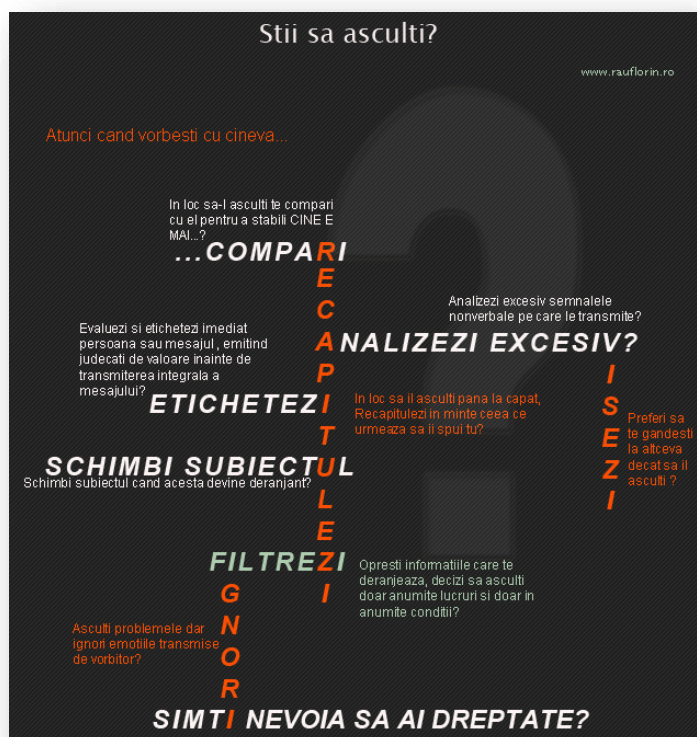 Stii sa asculti?
www.rauflorin.ro
Atunci cand vorbesti cu cineva...
In loc sa-l asculti te compari
cu el pentru a stabili CINE E
MAI...?
...COMPARI
RECAPITULEZI
Analizezi excesiv semnalele
nonverbale pe care le transmite?
ANALIZEZI EXCESIV?
VISEZI
Evaluezi si etichetezi imediat
persoana sau mesajul , emitind
judecati de valoare inainte de
transmiterea integrala a
mesajului?
ETICHETEZI
In loc sa il asculti pana la capat,
Recapitulezi in minte ceea ce
urmeaza sa ii spui tu?
Preferi sa
te gandesti
la altceva
decat sa il
asculti ?
SCHIMBI SUBIECTUL
Schimbi subiectul cand acesta devine deranjant?
FILTREZI
Opresti informatiile care te
deranjeaza, decizi sa asculti
doar anumite lucruri si doar in
anumite conditii?
IGNORI
Asculti problemele dar
ignori emotiile transmise
de vorbitor?
SIMTI NEVOIA SA AI DREPTATE?